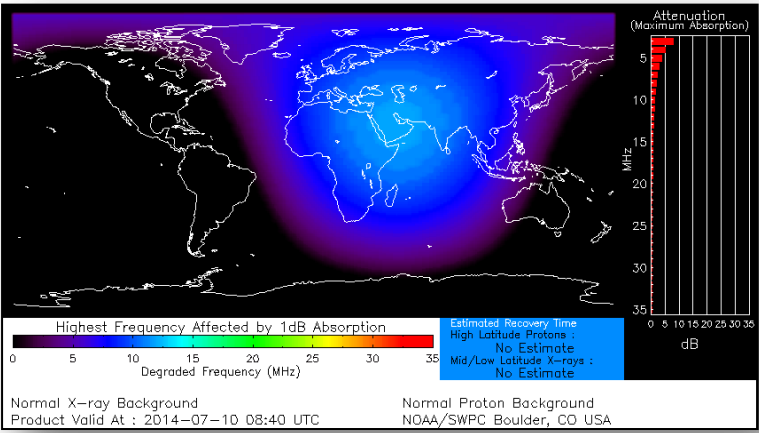 Attenuation
(Maximum Absorption)
5
10
15
20
25
30
35
MHz
0 5 10 15 20 25 30 35
dB
Highest Frequency Affected by 1dB Absorption
0 5 10 15 20 25 30 35
Degraded Frequency (MHz)
Estimated Recovery Time
High Latitude Protons :
No Estimate
Mid/Low Latitude X-rays :
No Estimate
Normal X-ray Background
Product Valid At : 2014-07-10 08:40 UTC
Normal Proton Background
NOAA/SWPC Boulder, CO USA